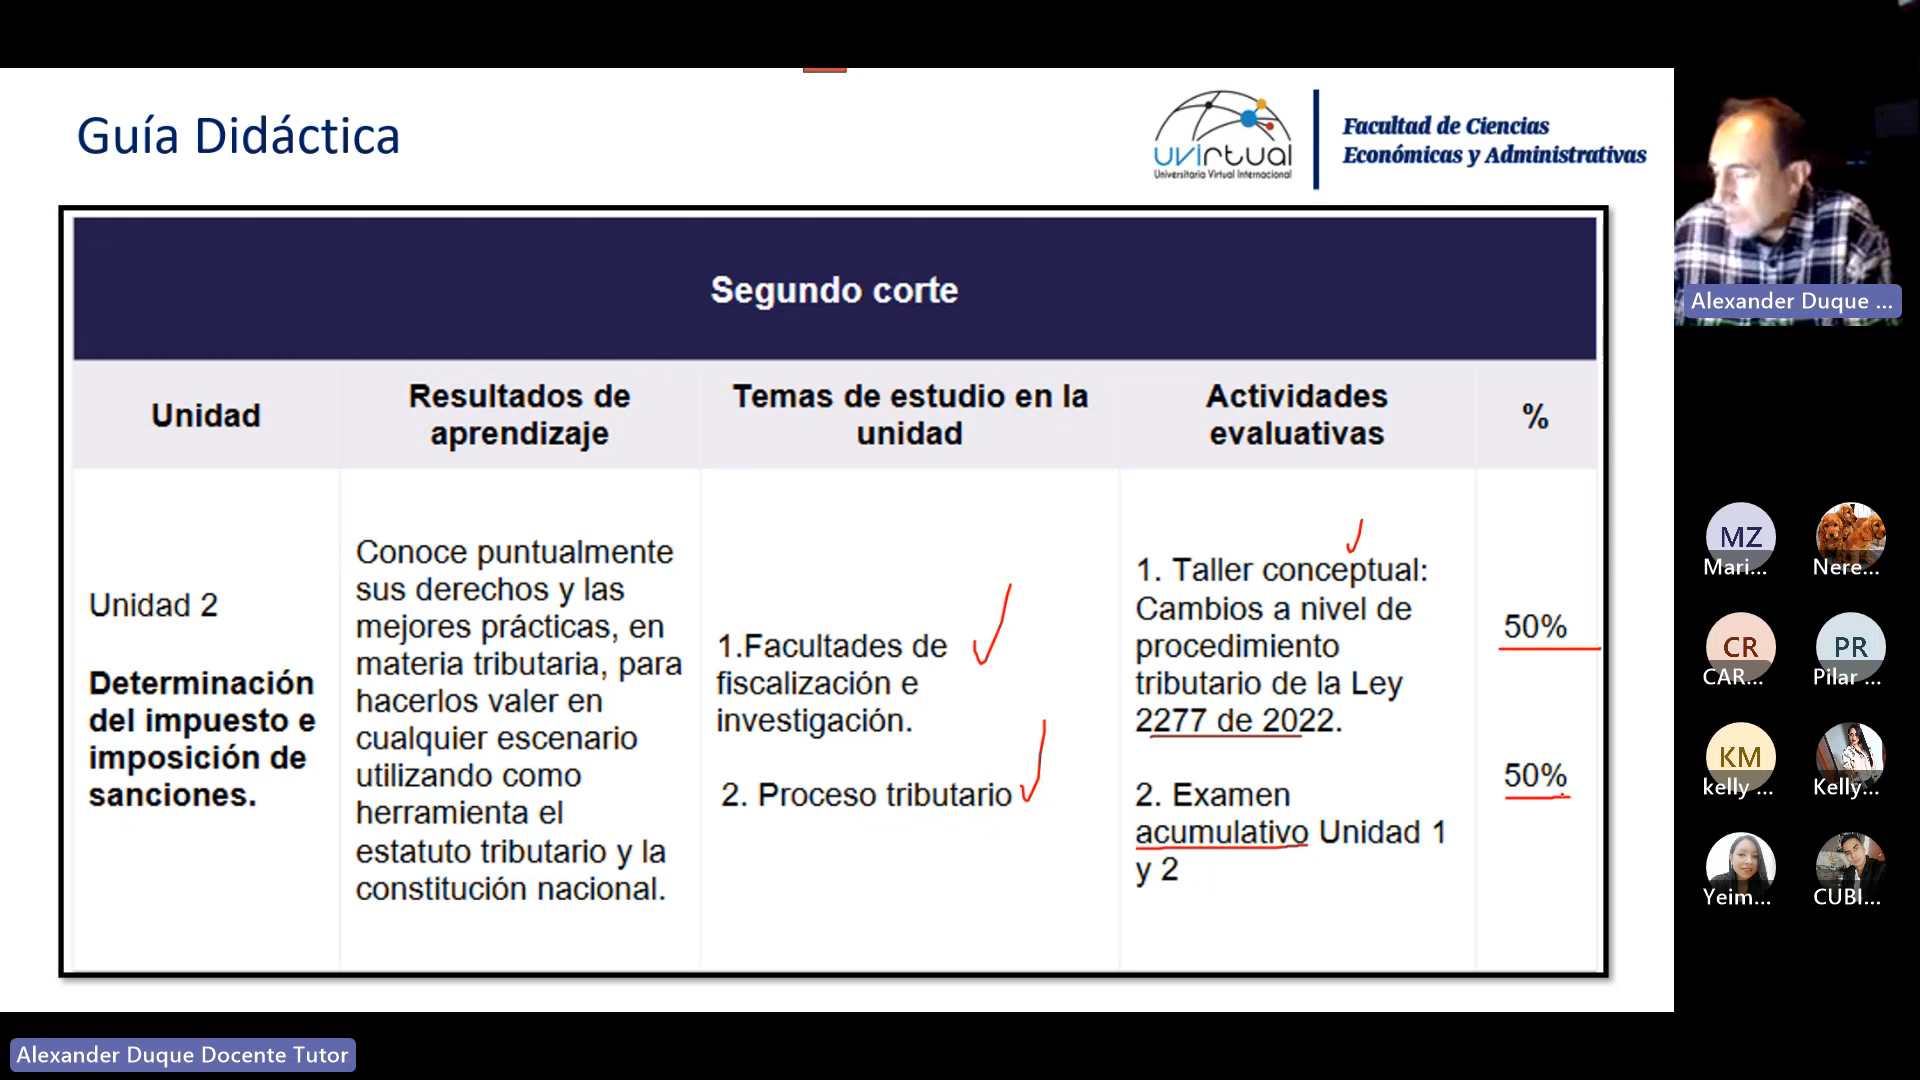 Guía Didáctica
uvirtual
Universitaria Virtual Internacional
Facultad de Ciencias
Económicas y Administrativas
Segundo corte
Unidad
Resultados de
aprendizaje
Temas de estudio en la
unidad
Actividades
evaluativas
%
Unidad 2
Determinación
del impuesto e
imposición de
sanciones.
Conoce puntualmente
sus derechos y las
mejores prácticas, en
materia tributaria, para
hacerlos valer en
cualquier escenario
utilizando como
herramienta el
estatuto tributario y la
constitución nacional.
1.Facultades de
fiscalización e
investigación.
2. Proceso tributario
1. Taller conceptual:
Cambios a nivel de
procedimiento
tributario de la Ley
2277 de 2022.
2. Examen
acumulativo Unidad 1
y 2
50%
50%
Alexander Duque ...
MZ
Mari...
Nere...
CR
CAR...
PR
Pilar ...
KM
kelly ...
Kelly...
Yeim...
CUBI...
Alexander Duque Docente Tutor